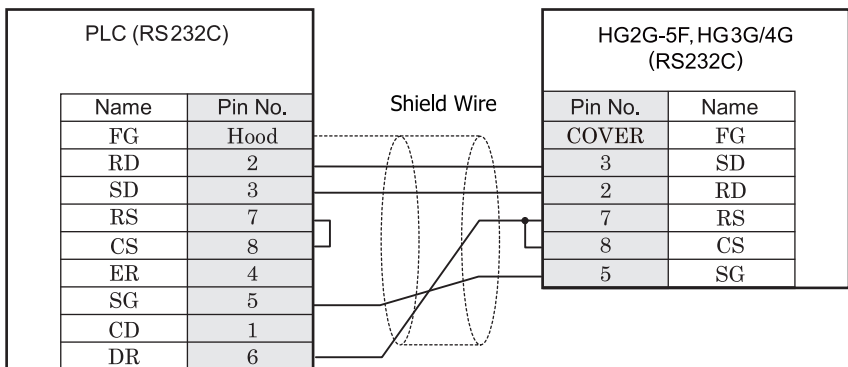 PLC (RS232C)
HG2G-5F, HG3G/4G
(RS232C)
Shield Wire
Name Pin No.
FG Hood
RD 2
SD 3
RS 7
CS 8
ER 4
SG 5
CD 1
DR 6
Pin No. Name
COVER FG
3 SD
2 RD
7 RS
8 CS
5 SG